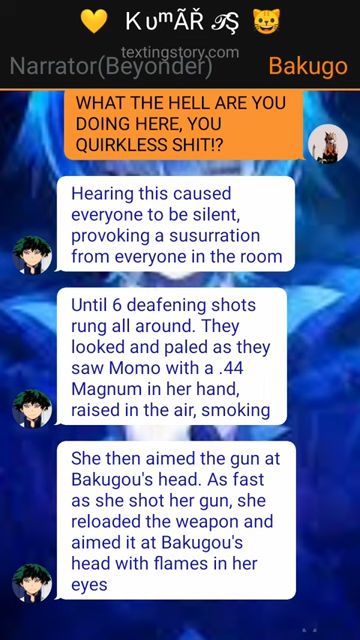 💛 KυᵐÃŘ 𝒯Ş 😺
textingstory.com
Narrator(Beyonder) Bakugo
WHAT THE HELL ARE YOU
DOING HERE, YOU
QUIRKLESS SHIT!?
Hearing this caused
everyone to be silent,
provoking a susurration
from everyone in the room
Until 6 deafening shots
rung all around. They
looked and paled as they
saw Momo with a .44
Magnum in her hand,
raised in the air, smoking
She then aimed the gun at
Bakugou's head. As fast
as she shot her gun, she
reloaded the weapon and
aimed it at Bakugou's
head with flames in her
eyes